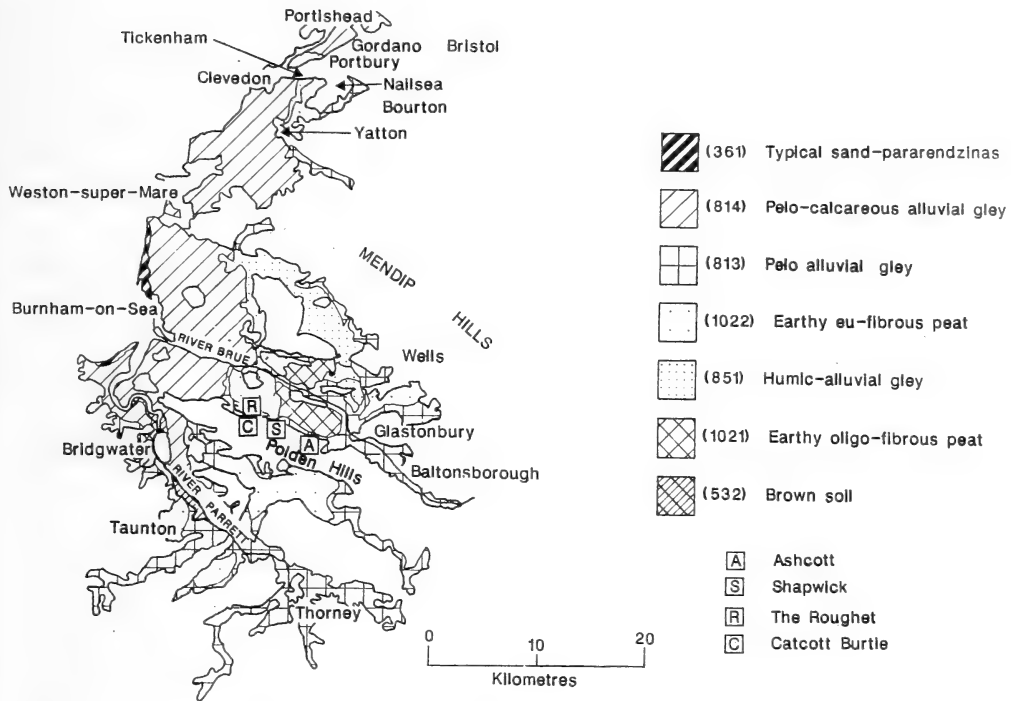 Portishead
Tickenham
Gordano Bristol
Portbury
Clevedon
Nailsea
Bourton
Yatton
Weston-super-Mare
MENDIP
HILLS
Burnham-on-Sea
RIVER BRUE
Wells
R
C S
A
Glastonbury
Polden Hills
Bridgwater
Baltonsborough
RIVER PARRETT
Taunton
Thorney
0 10 20
Kilometres
(361) Typical sand-pararendzinas
(814) Pelo-calcareous alluvial gley
(813) Pelo alluvial gley
(1022) Earthy eu-fibrous peat
(851) Humic-alluvial gley
(1021) Earthy oligo-fibrous peat
(532) Brown soil
A Ashcott
S Shapwick
R The Roughet
C Catcott Burtle